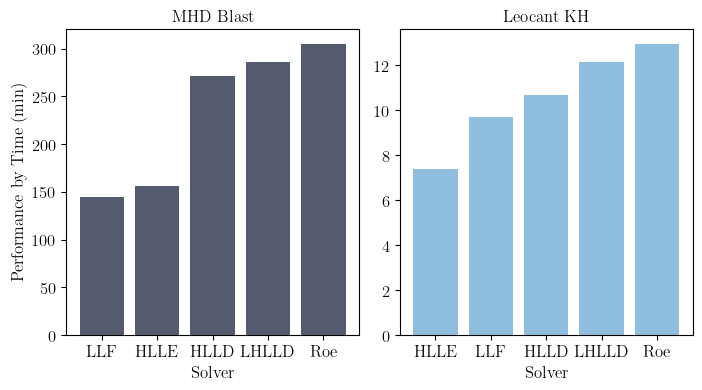 MHD Blast
Performance by Time (min)
300
250
200
150
100
50
0
LLF HLLE HLLD LHLLD Roe
Solver
Leocant KH
12
10
8
6
4
2
0
HLLE LLF HLLD LHLLD Roe
Solver